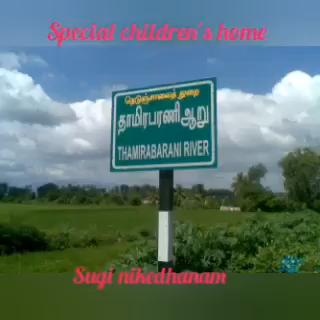 Special children's home
நெடுஞ்சாலைத் துறை
தாமிரபரணி ஆறு
THAMIRABARANI RIVER
Sugi nikedhanam